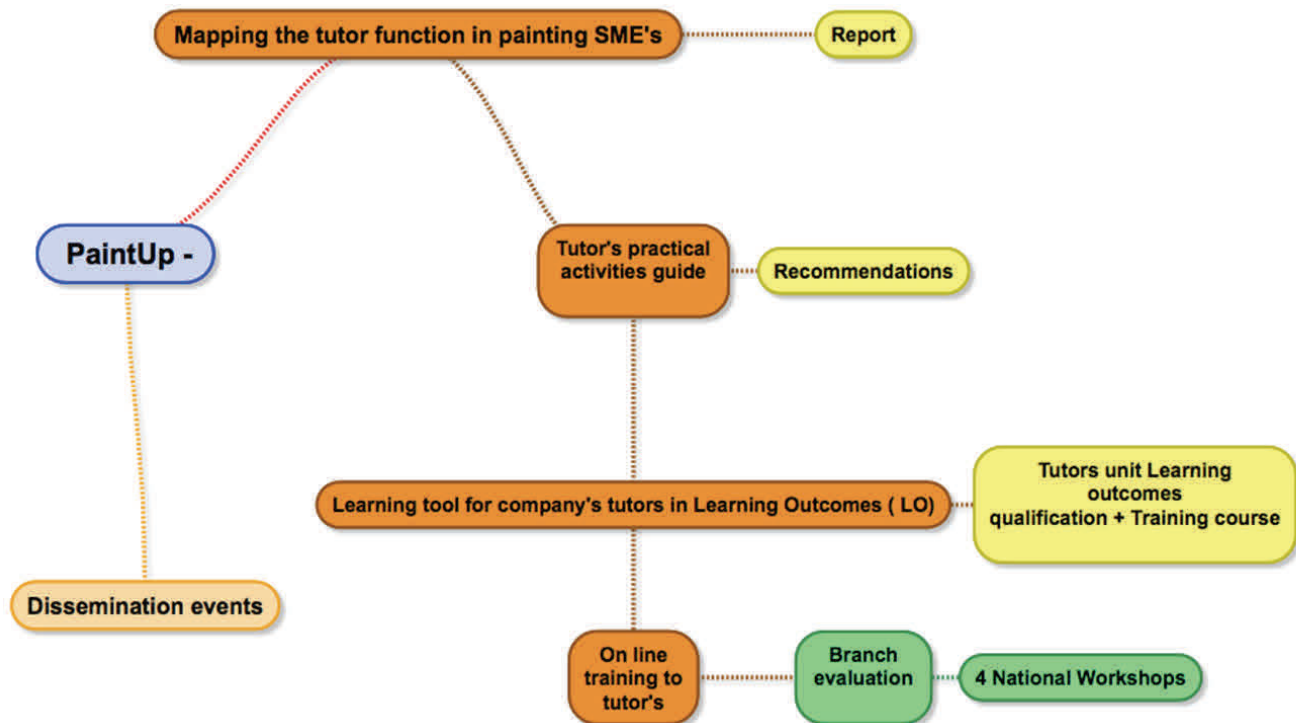 Mapping the tutor function in painting SME's
Report
PaintUp -
Tutor's practical
activities guide
Recommendations
Learning tool for company's tutors in Learning Outcomes ( LO)
Tutors unit Learning
outcomes
qualification + Training course
Dissemination events
On line
training to
tutor's
Branch
evaluation
4 National Workshops